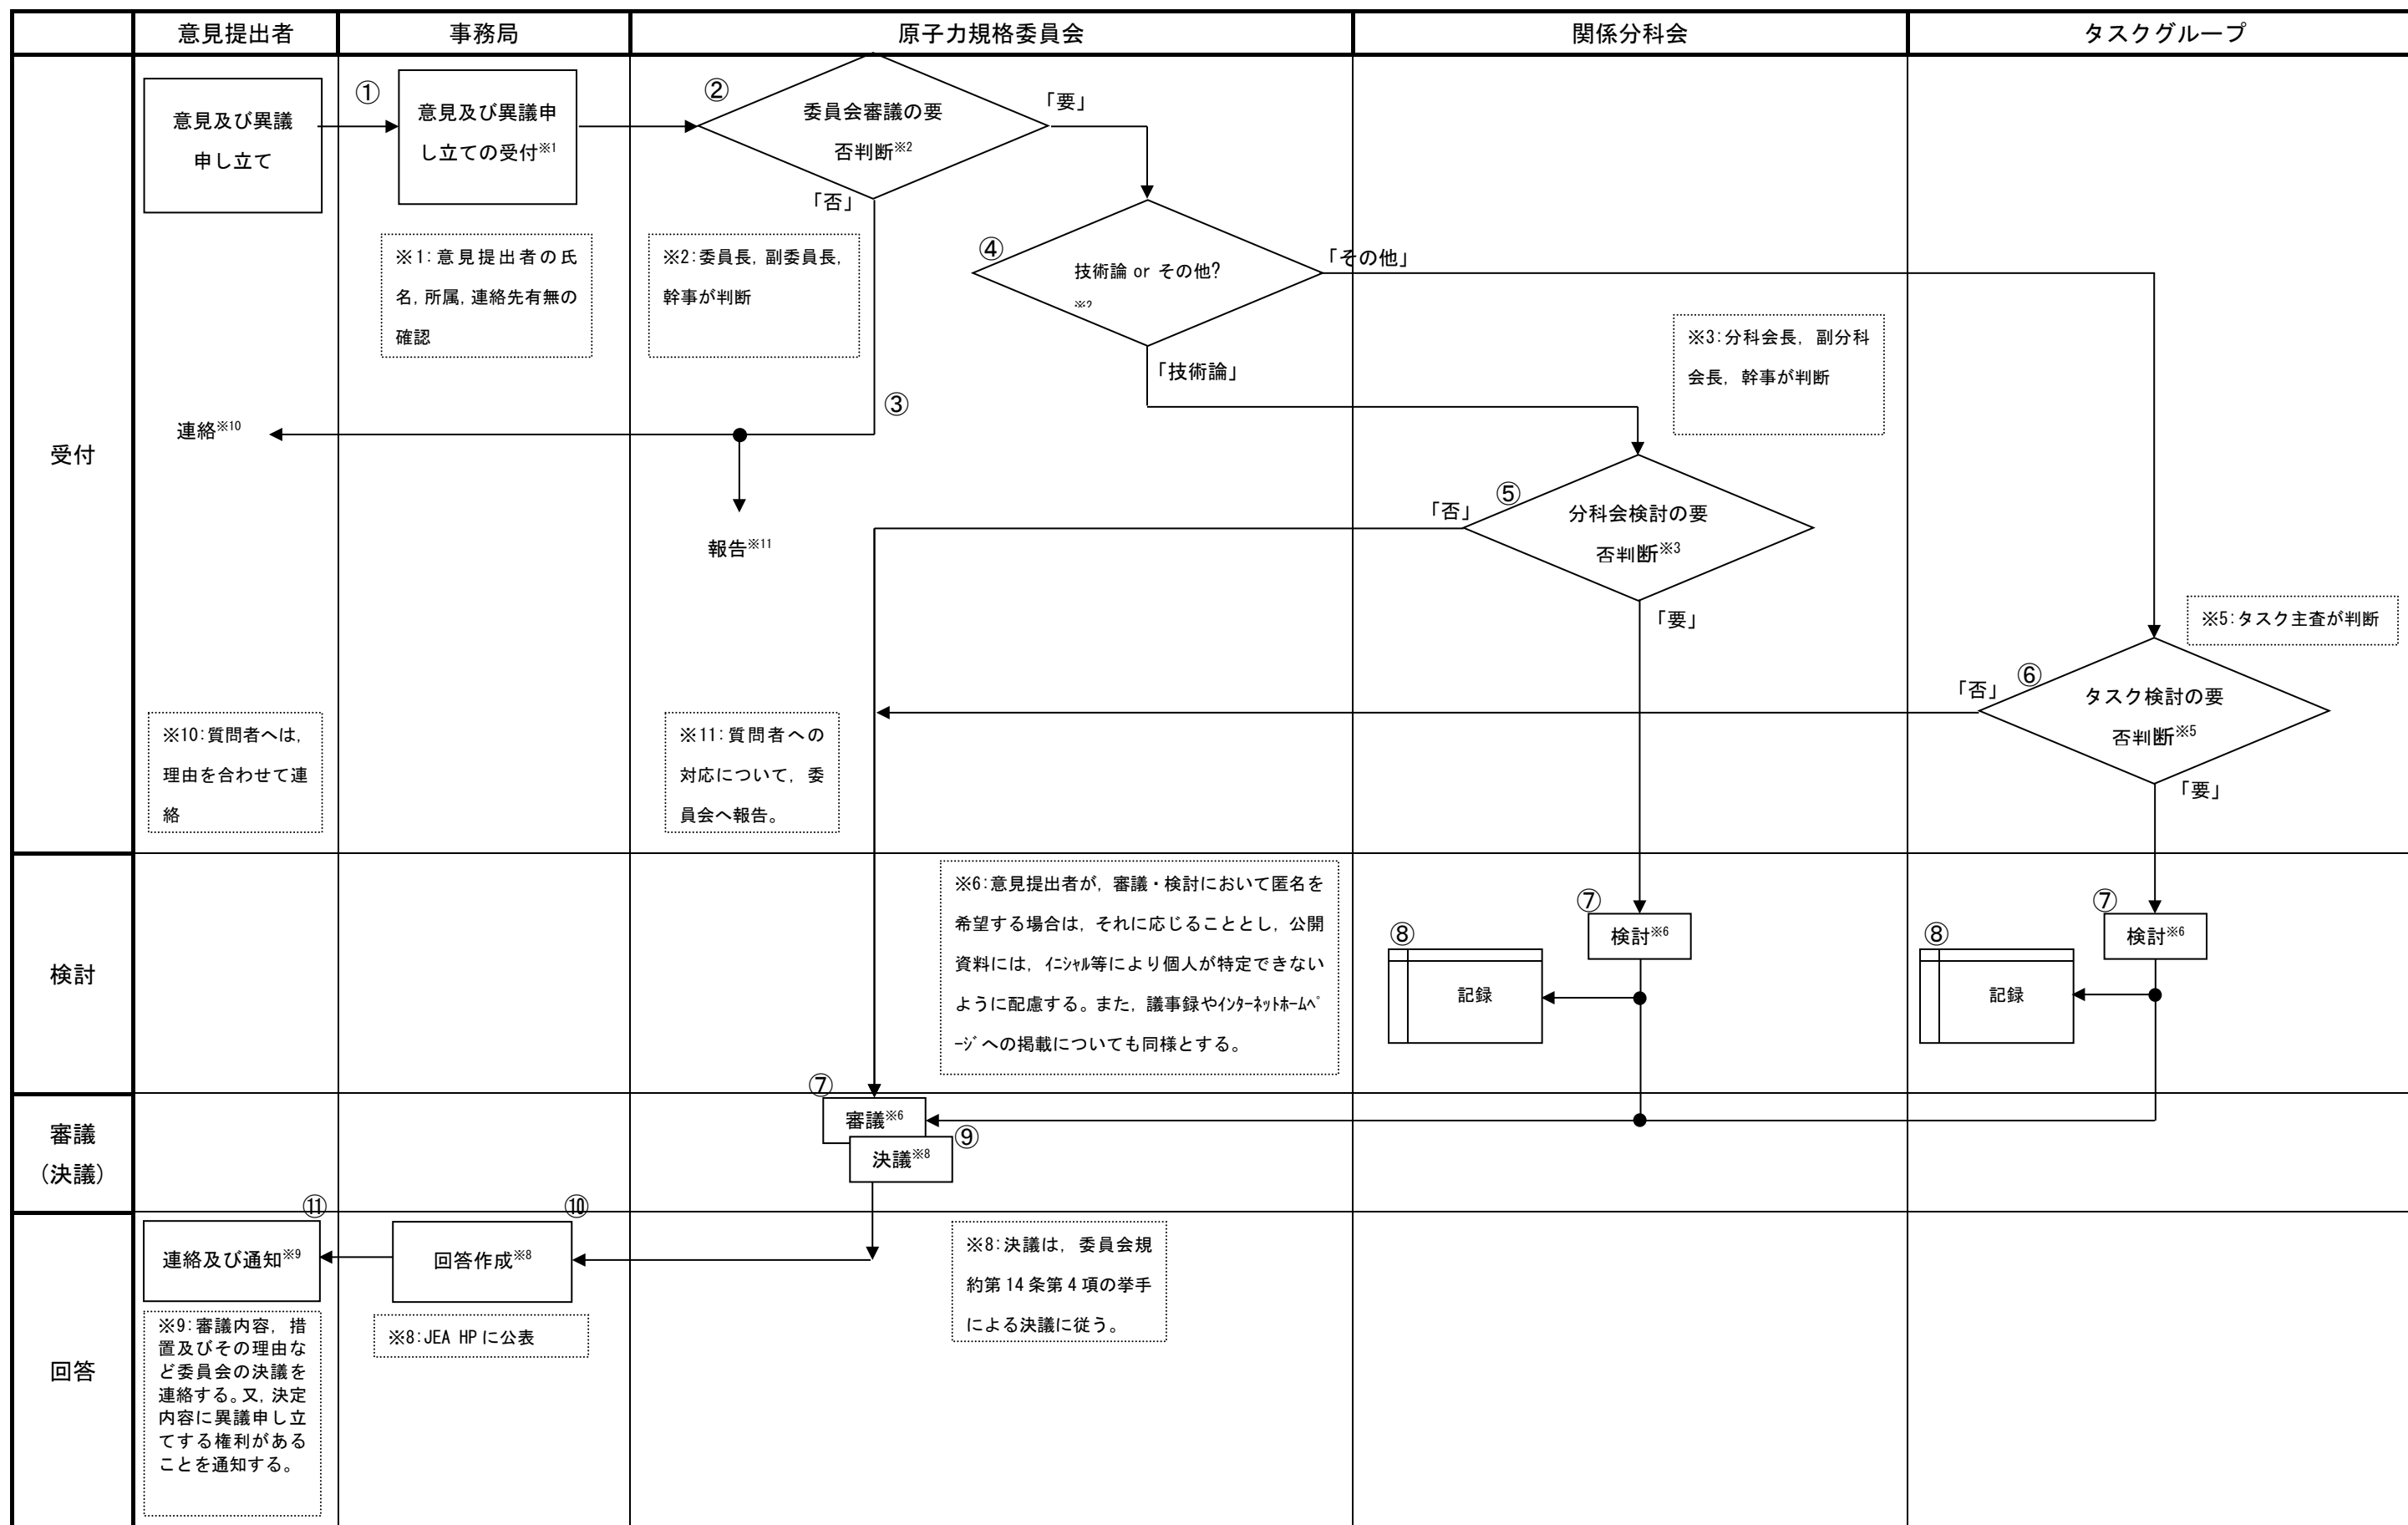 意見提出者
事務局
原子力規格委員会
関係分科会
タスクグループ
受付
意見及び異議
申し立て
①
意見及び異議申
し立ての受付※1
②
委員会審議の要
否判断※2
「要」
「否」
※1:意見提出者の氏
名，所属，連絡先有無の
確認
※2:委員長，副委員長，
幹事が判断
④
技術論 or その他?
※2
「その他」
「技術論」
※3:分科会長，副分科
会長，幹事が判断
③
連絡※10
報告※11
⑤
「否」
分科会検討の要
否判断※3
「要」
※5:タスク主査が判断
⑥
「否」
タスク検討の要
否判断※5
「要」
※10:質問者へは，
理由を合わせて連
絡
※11:質問者への
対応について，委
員会へ報告。
検討
※6:意見提出者が，審議・検討において匿名を
希望する場合は，それに応じることとし，公開
資料には，ｲﾆｼｬﾙ等により個人が特定できない
ように配慮する。また，議事録やｲﾝﾀｰﾈｯﾄﾎｰﾑﾍﾟ
ｰｼﾞへの掲載についても同様とする。
⑦
検討※6
⑧
記録
⑦
検討※6
⑧
記録
審議
(決議)
⑦
審議※6
⑨
決議※8
回答
⑪
連絡及び通知※9
⑩
回答作成※8
※8:決議は，委員会規
約第 14 条第 4 項の挙手
による決議に従う。
※8:JEA HP に公表
※9:審議内容，措
置及びその理由な
ど委員会の決議を
連絡する。又，決定
内容に異議申し立
てする権利がある
ことを通知する。